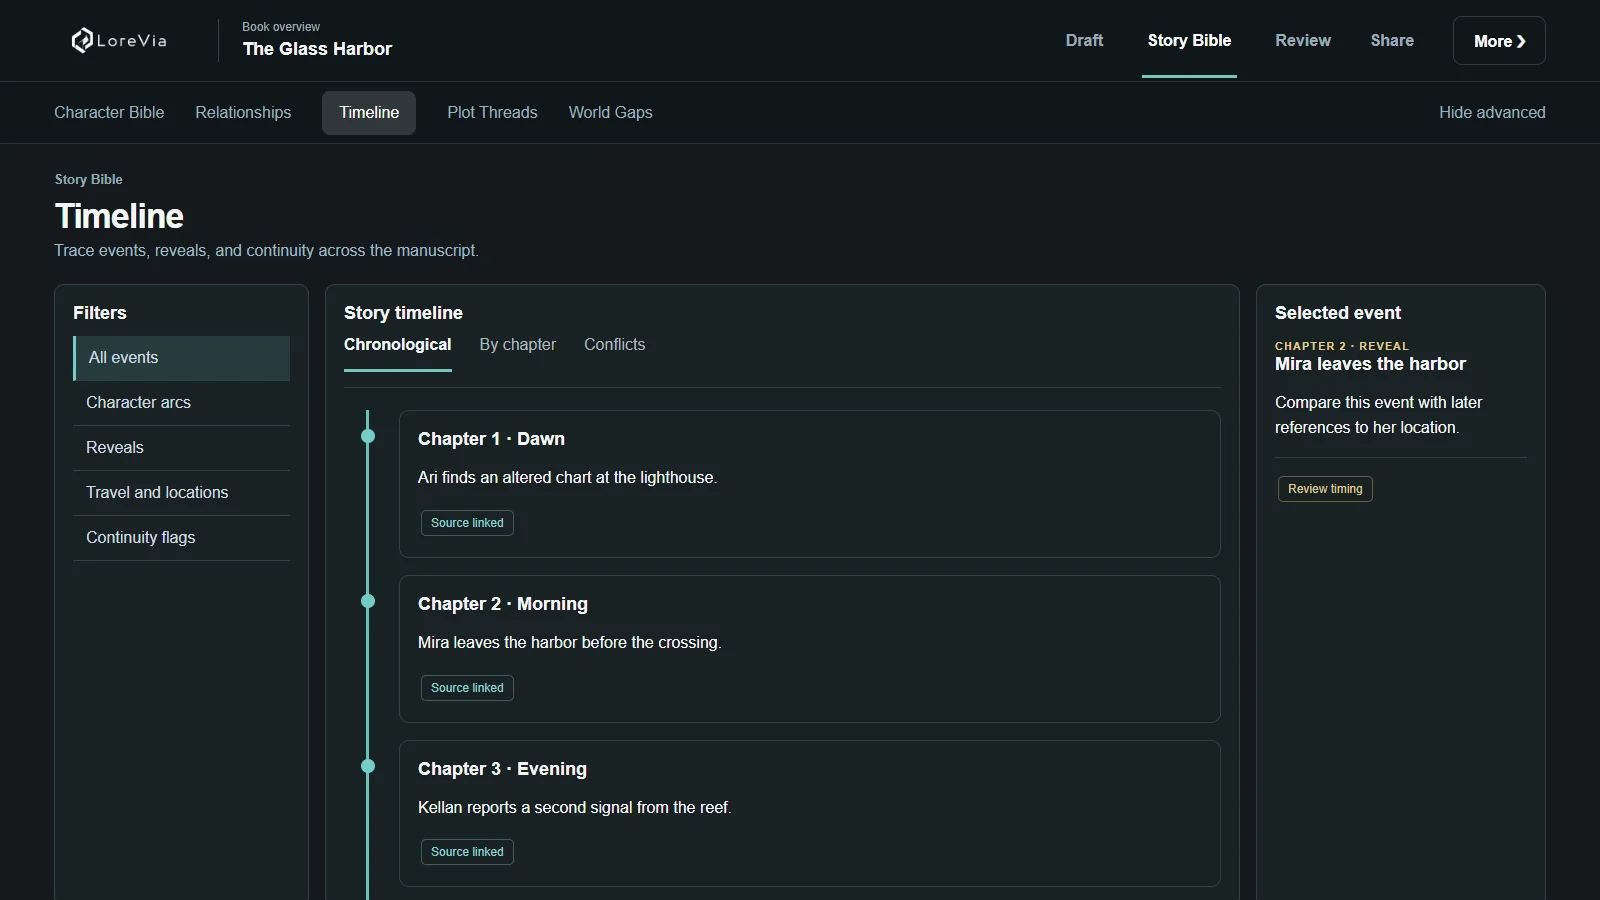 LoreVia
Book overview
The Glass Harbor
Draft
Story Bible
Review
Share
More ❯
Character Bible
Relationships
Timeline
Plot Threads
World Gaps
Hide advanced
Story Bible
Timeline
Trace events, reveals, and continuity across the manuscript.
Filters
All events
Character arcs
Reveals
Travel and locations
Continuity flags
Story timeline
Chronological
By chapter
Conflicts
Chapter 1 · Dawn
Ari finds an altered chart at the lighthouse.
Source linked
Chapter 2 · Morning
Mira leaves the harbor before the crossing.
Source linked
Chapter 3 · Evening
Kellan reports a second signal from the reef.
Source linked
Selected event
CHAPTER 2 · REVEAL
Mira leaves the harbor
Compare this event with later
references to her location.
Review timing